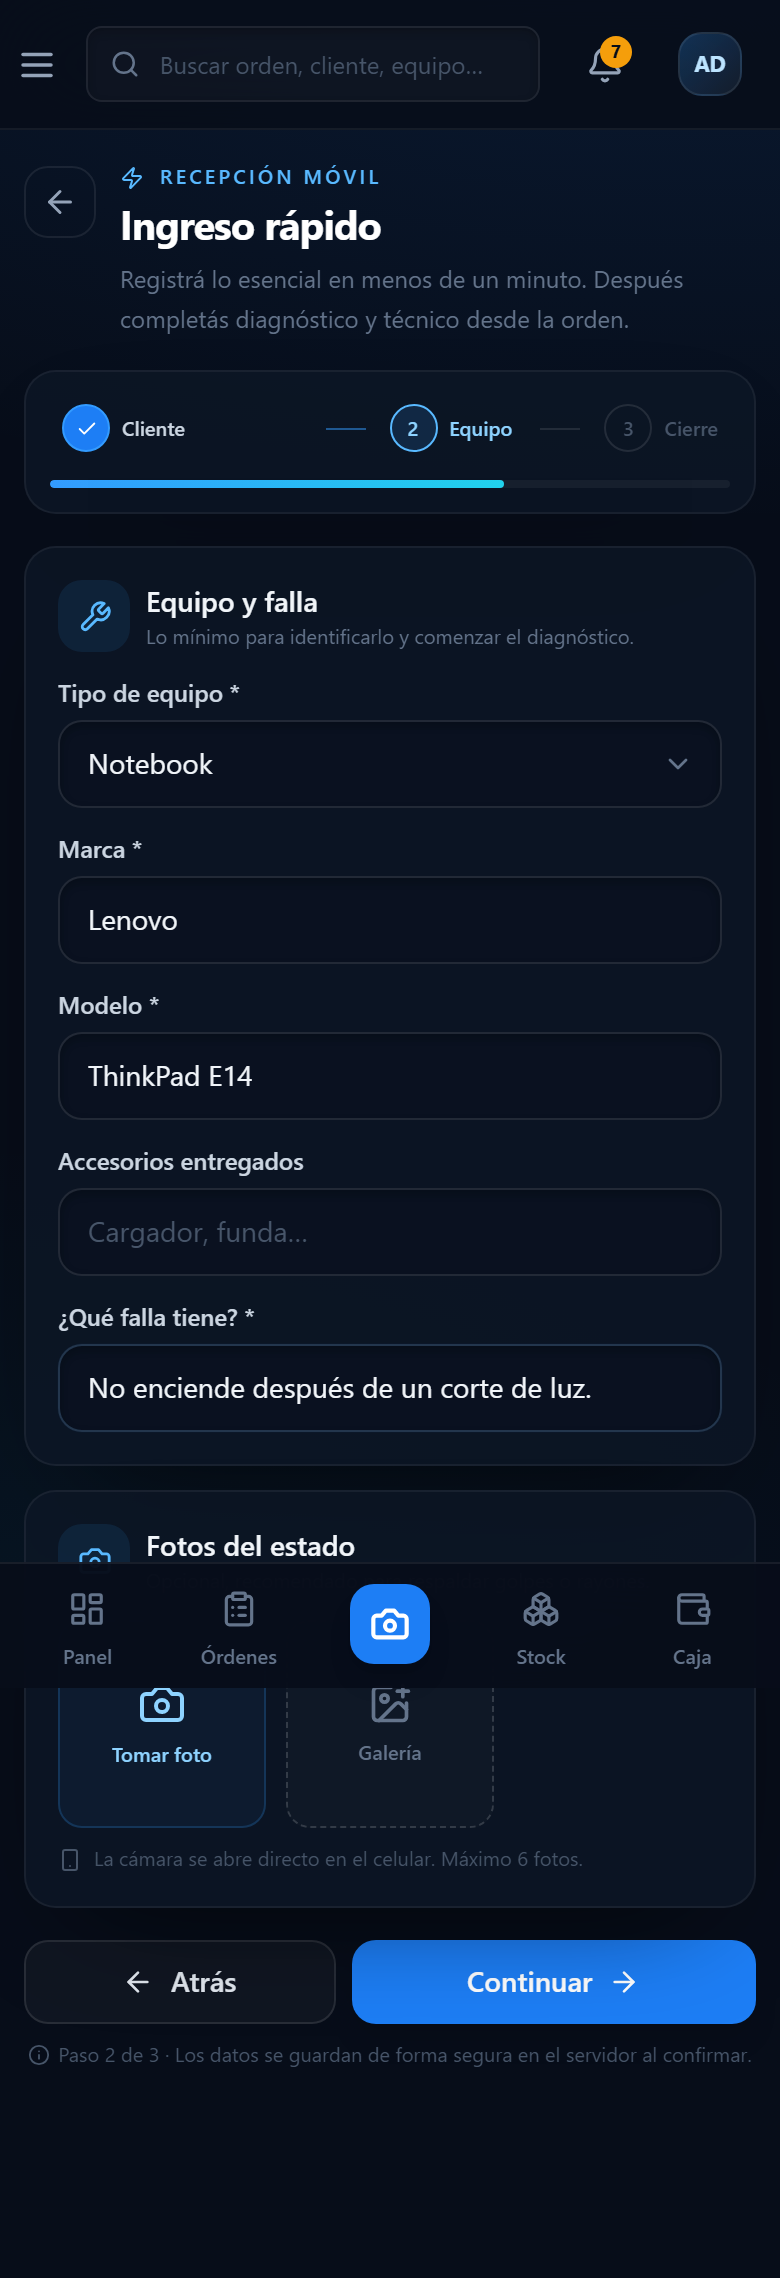 Buscar orden, cliente, equipo...
7
AD
RECEPCIÓN MÓVIL
Ingreso rápido
Registrá lo esencial en menos de un minuto. Después
completás diagnóstico y técnico desde la orden.
Cliente
2 Equipo
3 Cierre
Equipo y falla
Lo mínimo para identificarlo y comenzar el diagnóstico.
Tipo de equipo *
Notebook
Marca *
Lenovo
Modelo *
ThinkPad E14
Accesorios entregados
Cargador, funda...
¿Qué falla tiene? *
No enciende después de un corte de luz.
Fotos del estado
Panel
Órdenes
Stock
Caja
Tomar foto
Galería
La cámara se abre directo en el celular. Máximo 6 fotos.
Atrás
Continuar
Paso 2 de 3 · Los datos se guardan de forma segura en el servidor al confirmar.